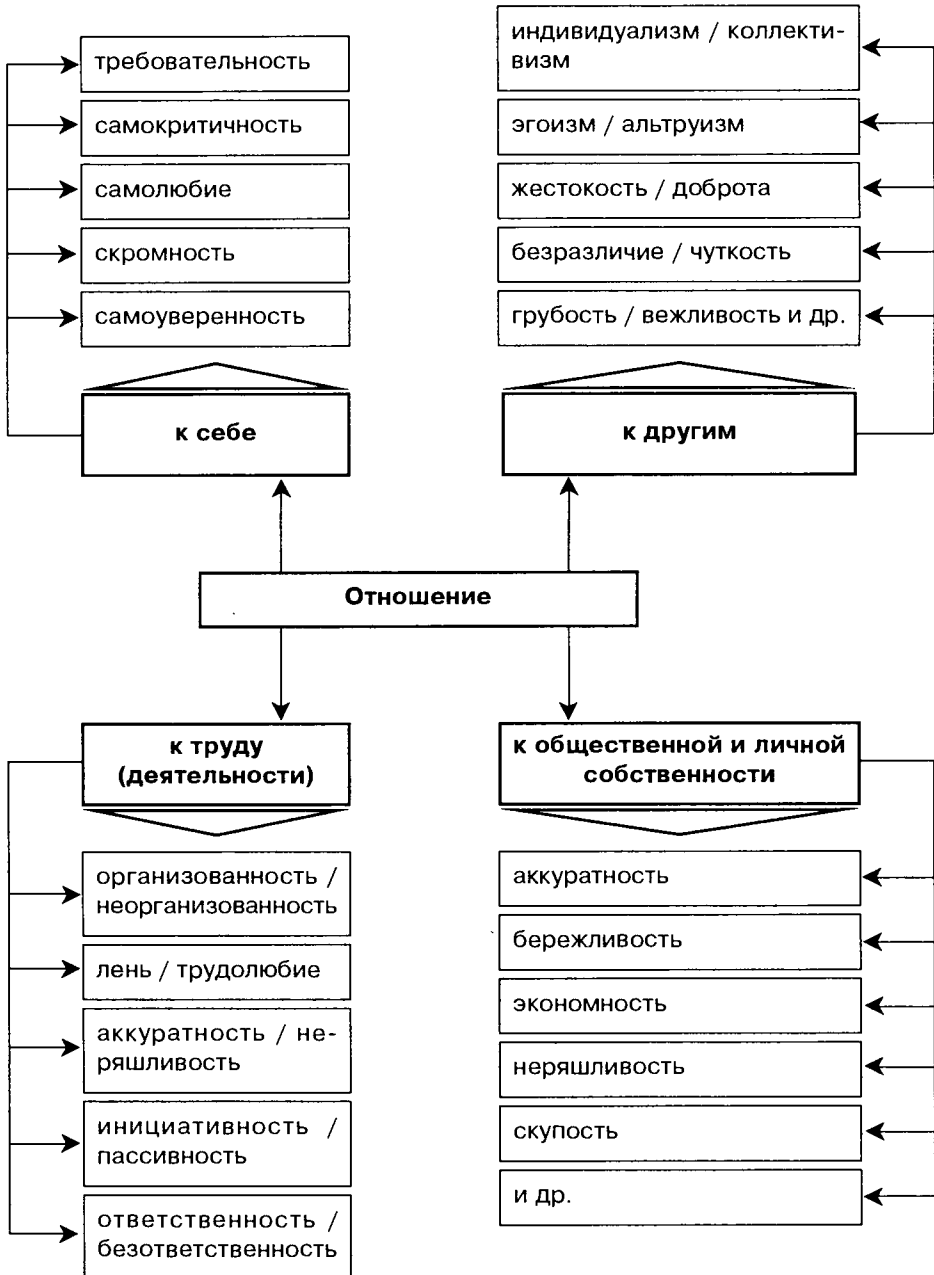 требовательность
самокритичность
самолюбие
скромность
самоуверенность
к себе
индивидуализм / коллекти-
визм
эгоизм / альтруизм
жестокость / доброта
безразличие / чуткость
грубость / вежливость и др.
к другим
Отношение
к труду
(деятельности)
организованность /
неорганизованность
лень / трудолюбие
аккуратность / не-
ряшливость
инициативность /
пассивность
ответственность /
безответственность
к общественной и личной
собственности
аккуратность
бережливость
экономность
неряшливость
скупость
и др.